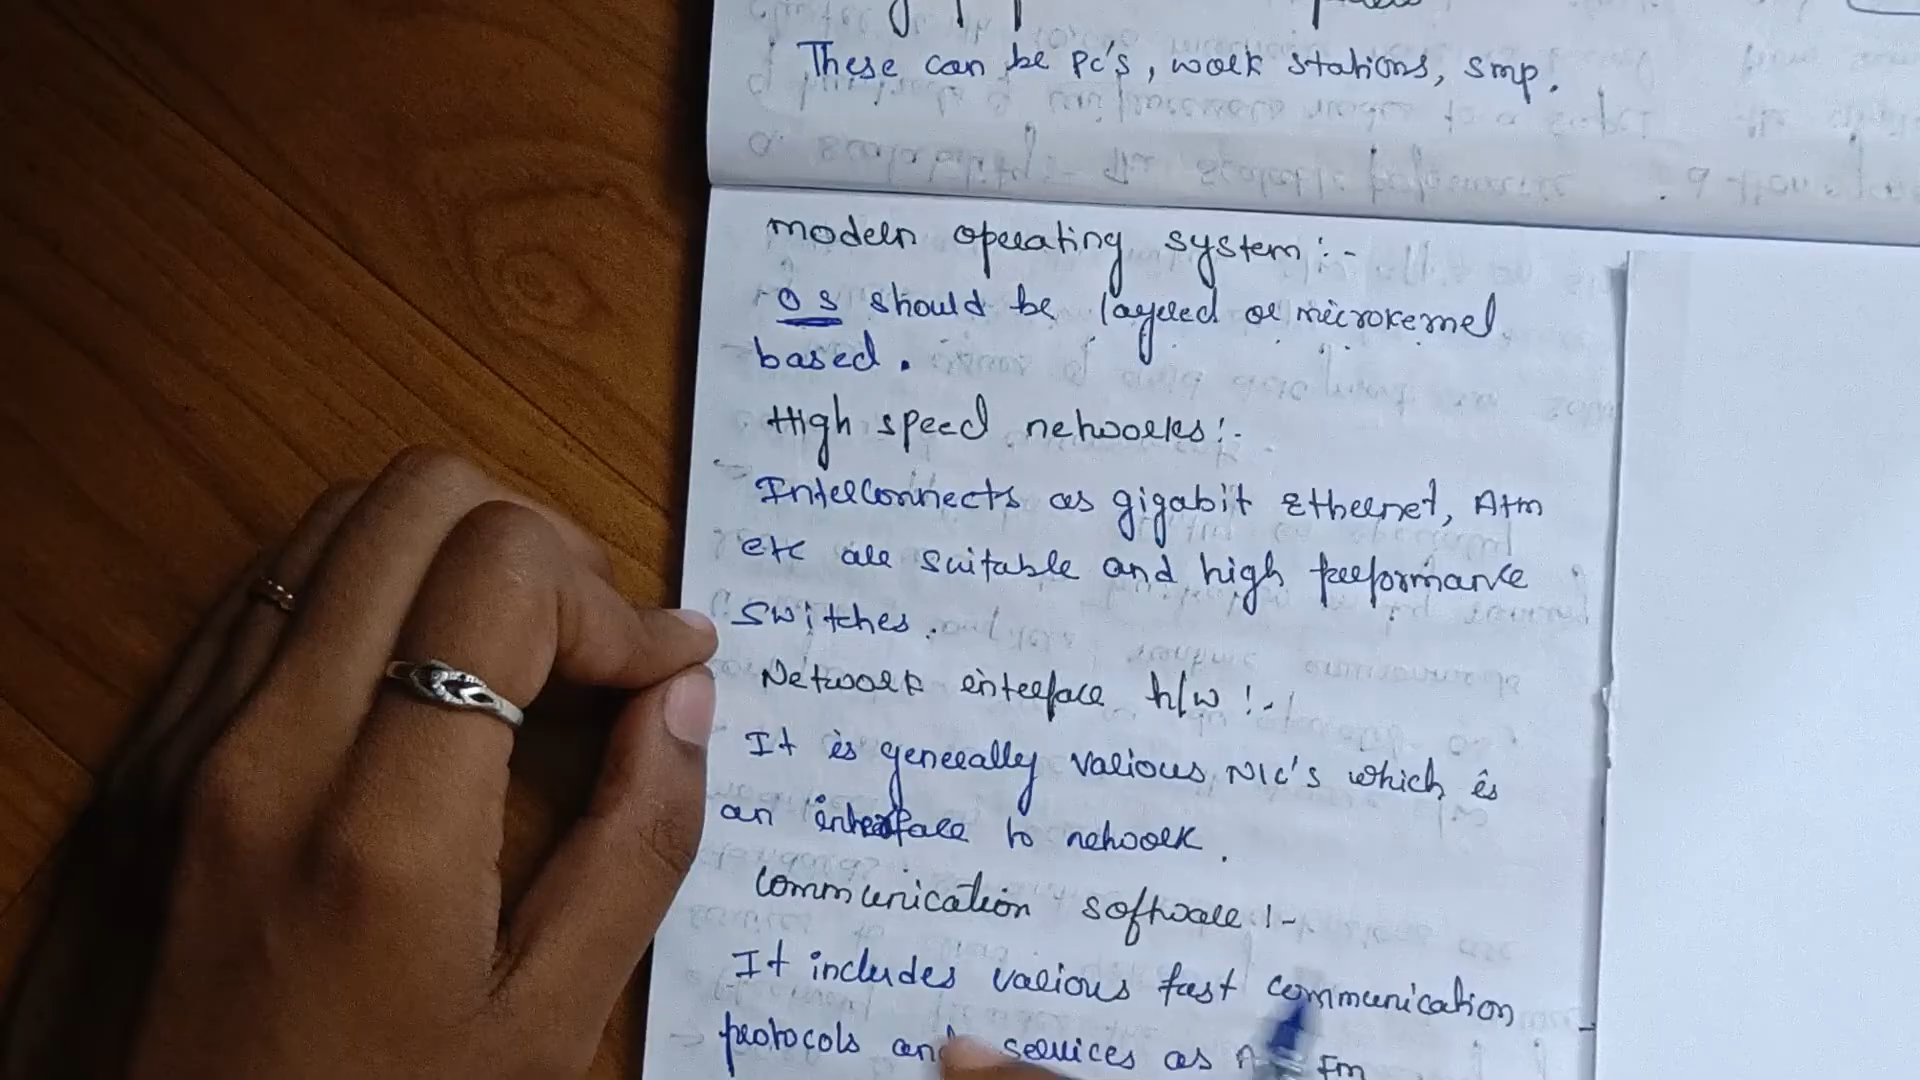 These can be PC's, work stations, smp.
modern operating system :-
OS should be layered or microkernel
based.
High speed networks :-
Interconnects as gigabit Ethernet, Atm
etc are suitable and high performance
switches.
Network interface h/w :-
It is generally various NIC's which is
an interface to network.
communication software :-
It includes various fast communication
protocols and services as Fm